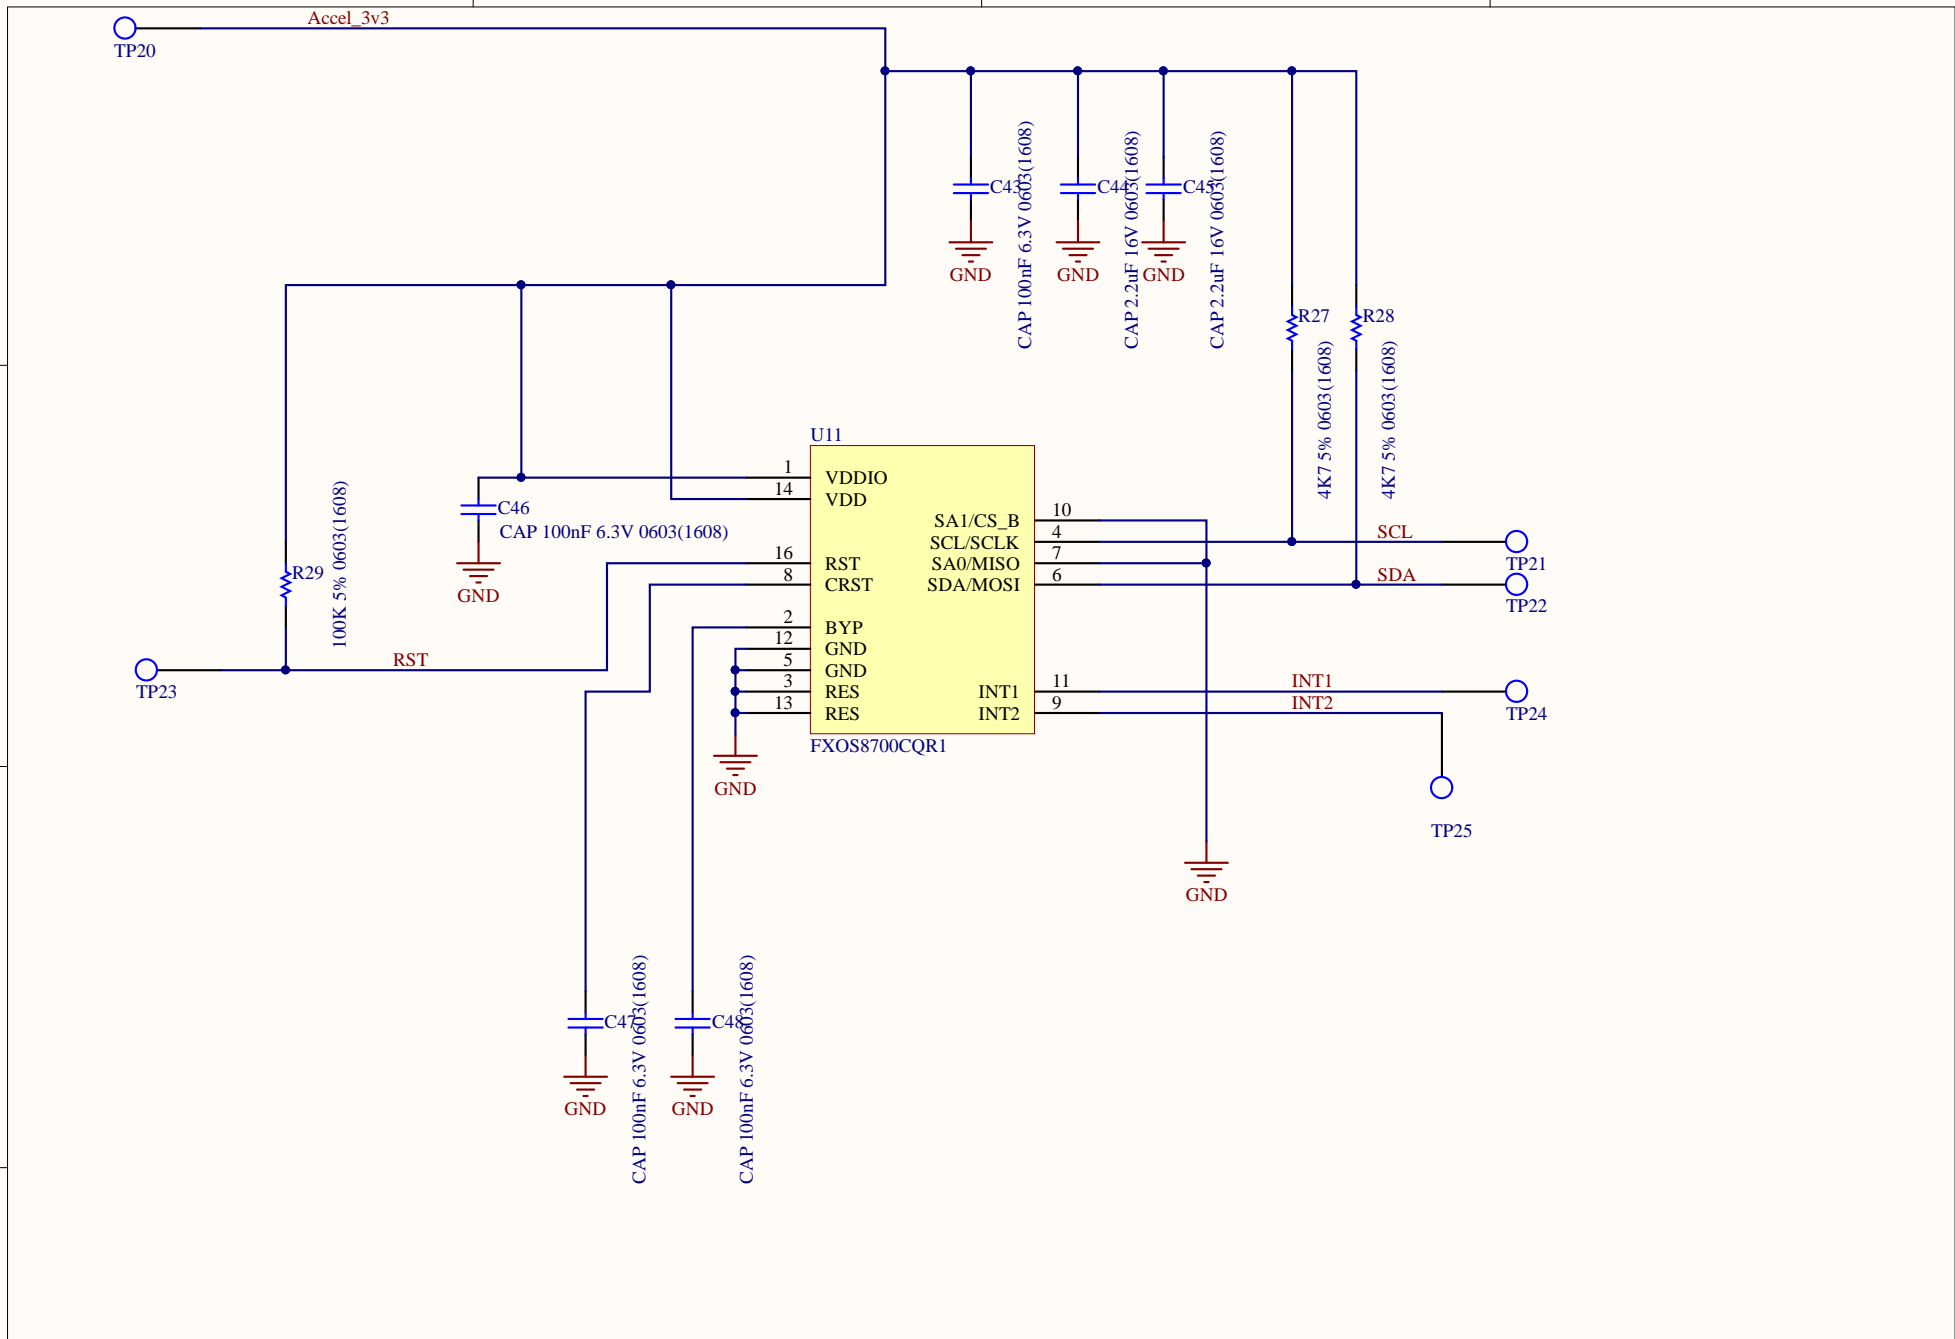 Accel_3v3
TP20
C43
CAP 100nF 6.3V 0603(1608)
GND
C44
CAP 2.2uF 16V 0603(1608)
GND
C45
CAP 2.2uF 16V 0603(1608)
GND
R27
4K7 5% 0603(1608)
R28
4K7 5% 0603(1608)
U11
1 VDDIO
14 VDD
16 RST
8 CRST
2 BYP
12 GND
5 GND
3 RES
13 RES
SA1/CS_B 10
SCL/SCLK 4
SA0/MISO 7
SDA/MOSI 6
INT1 11
INT2 9
FXOS8700CQR1
C46
CAP 100nF 6.3V 0603(1608)
GND
R29
100K 5% 0603(1608)
RST
TP23
SCL
TP21
SDA
TP22
INT1
INT2
TP24
TP25
GND
GND
C47
CAP 100nF 6.3V 0603(1608)
GND
C48
CAP 100nF 6.3V 0603(1608)
GND